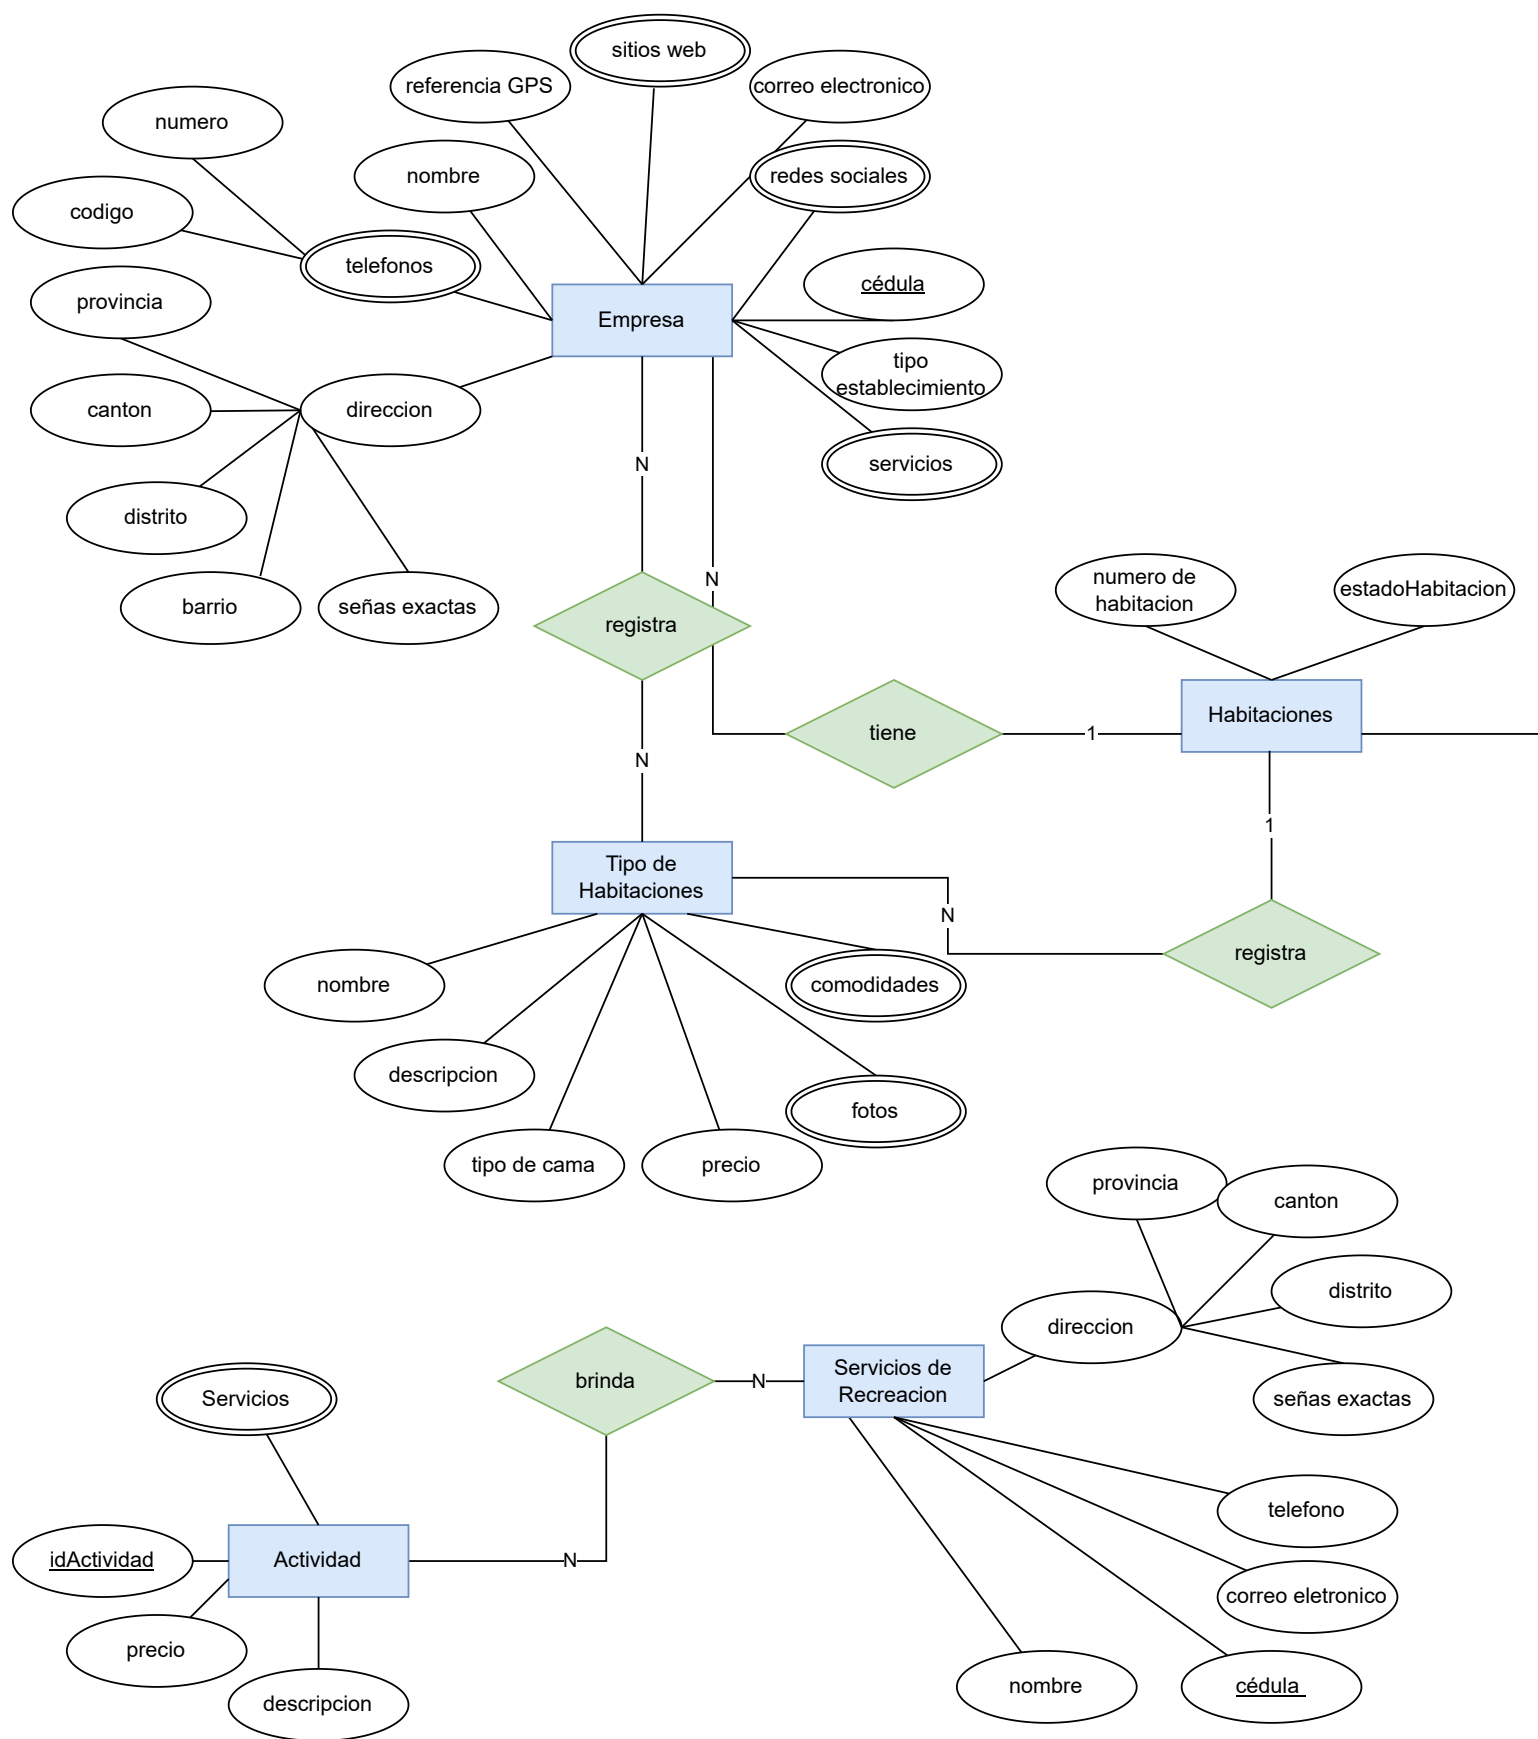 sitios web
referencia GPS
correo electronico
numero
nombre
redes sociales
codigo
telefonos
cédula
provincia
Empresa
tipo
establecimiento
canton
direccion
servicios
N
distrito
N
barrio
señas exactas
registra
numero de
habitacion
estadoHabitacion
tiene
1
Habitaciones
N
1
Tipo de
Habitaciones
N
registra
nombre
comodidades
descripcion
fotos
tipo de cama
precio
provincia
canton
distrito
direccion
brinda
N
Servicios de
Recreacion
Servicios
señas exactas
telefono
idActividad
Actividad
N
correo eletronico
precio
descripcion
nombre
cédula